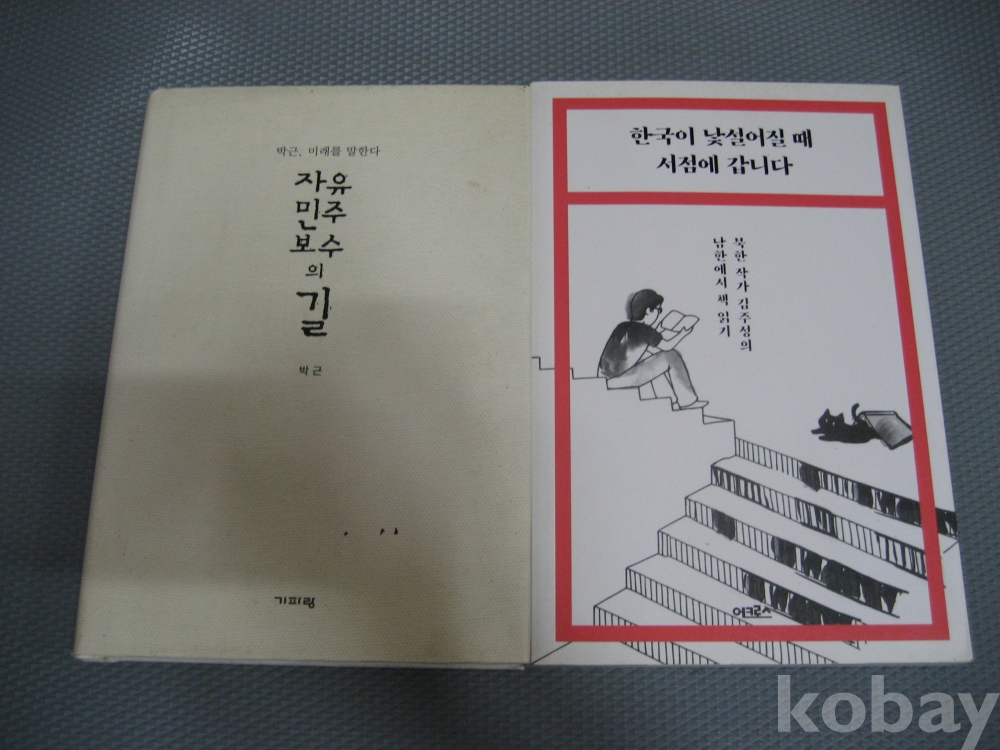 박근, 미래를 말한다
자유
민주
보수
의
길
박근
기파랑
한국이 낯설어질 때
서점에 갑니다
북한 작가 김주성의
남한에서 책 읽기
어크로스
kobay